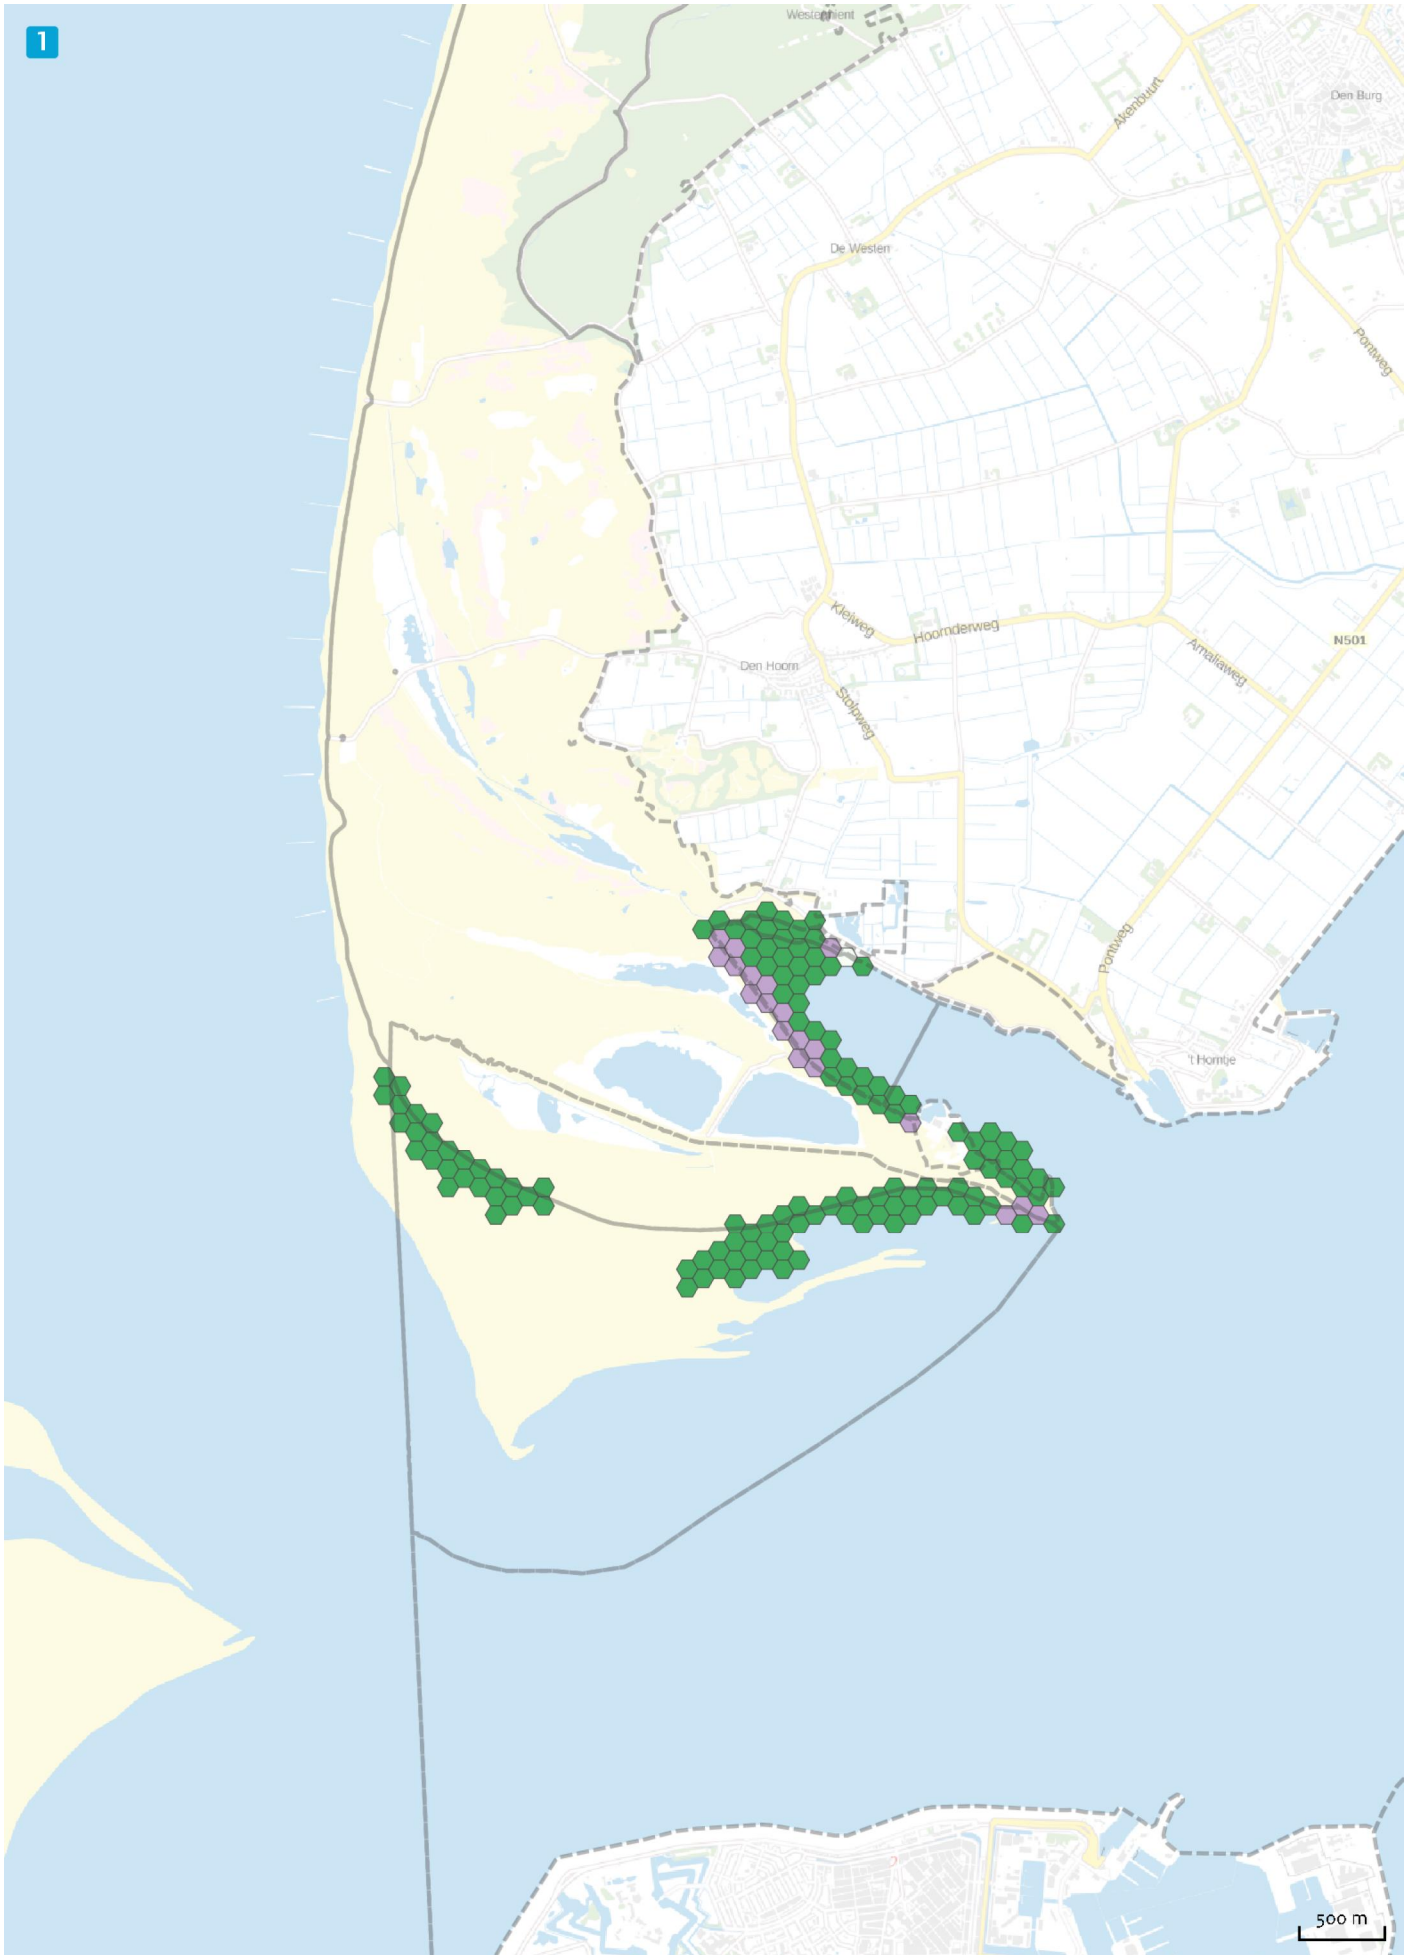 1
Westermient
Den Burg
Akenbuurt
De Westen
Pontweg
Kleiweg
Hoornderweg
N501
Den Hoorn
Amaliaweg
Stolpweg
Pontweg
't Horntje
500 m